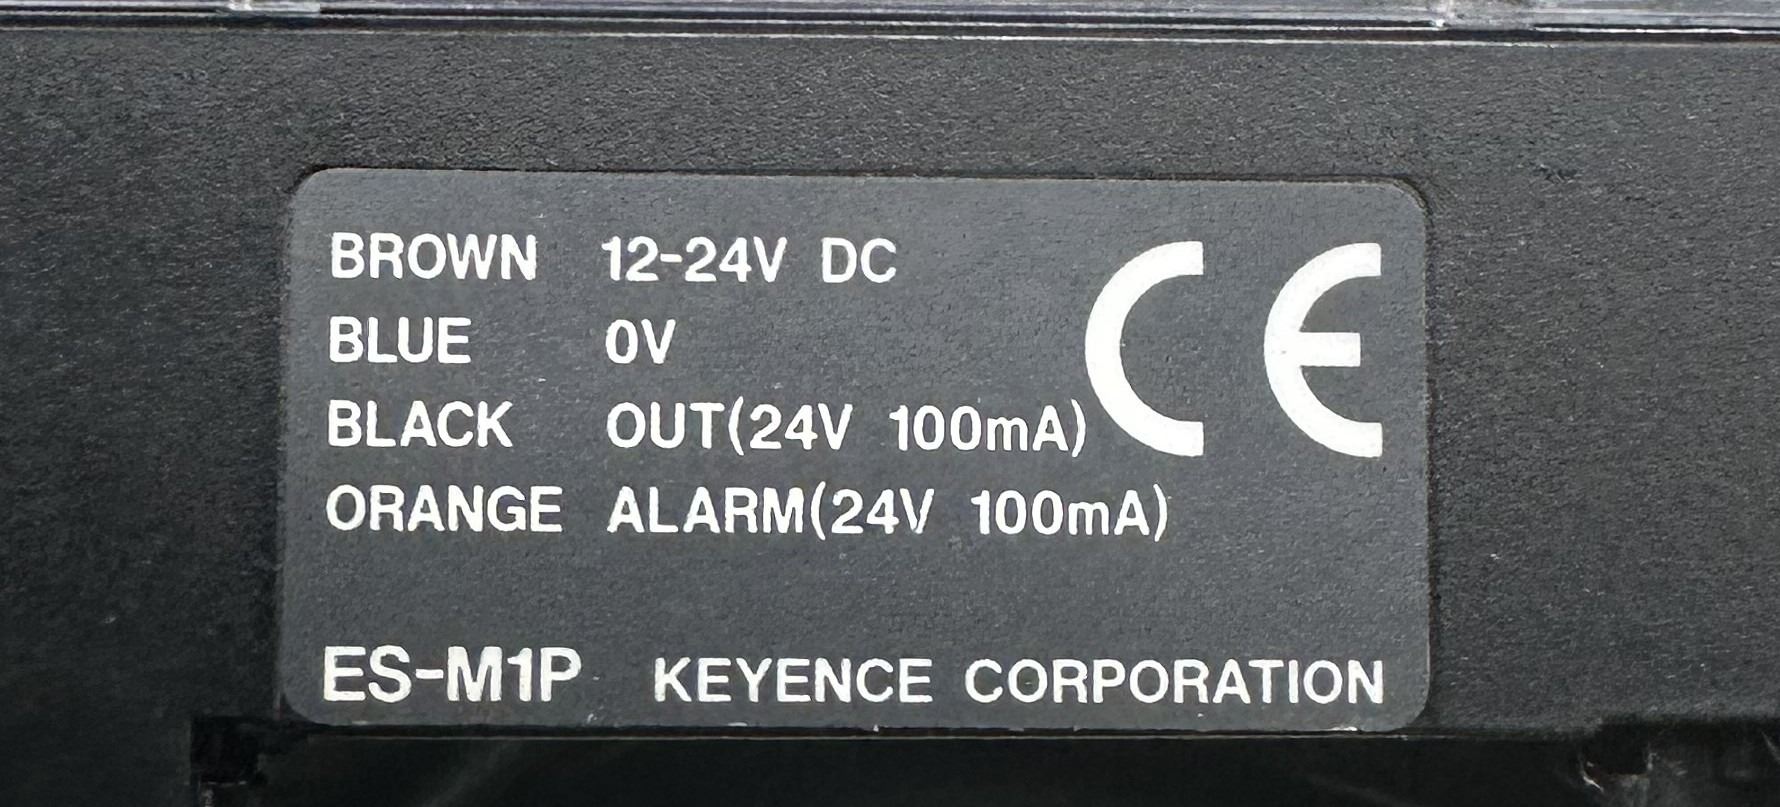 BROWN 12-24V DC
BLUE 0V
BLACK OUT(24V 100mA)
ORANGE ALARM(24V 100mA)
CE
ES-M1P KEYENCE CORPORATION